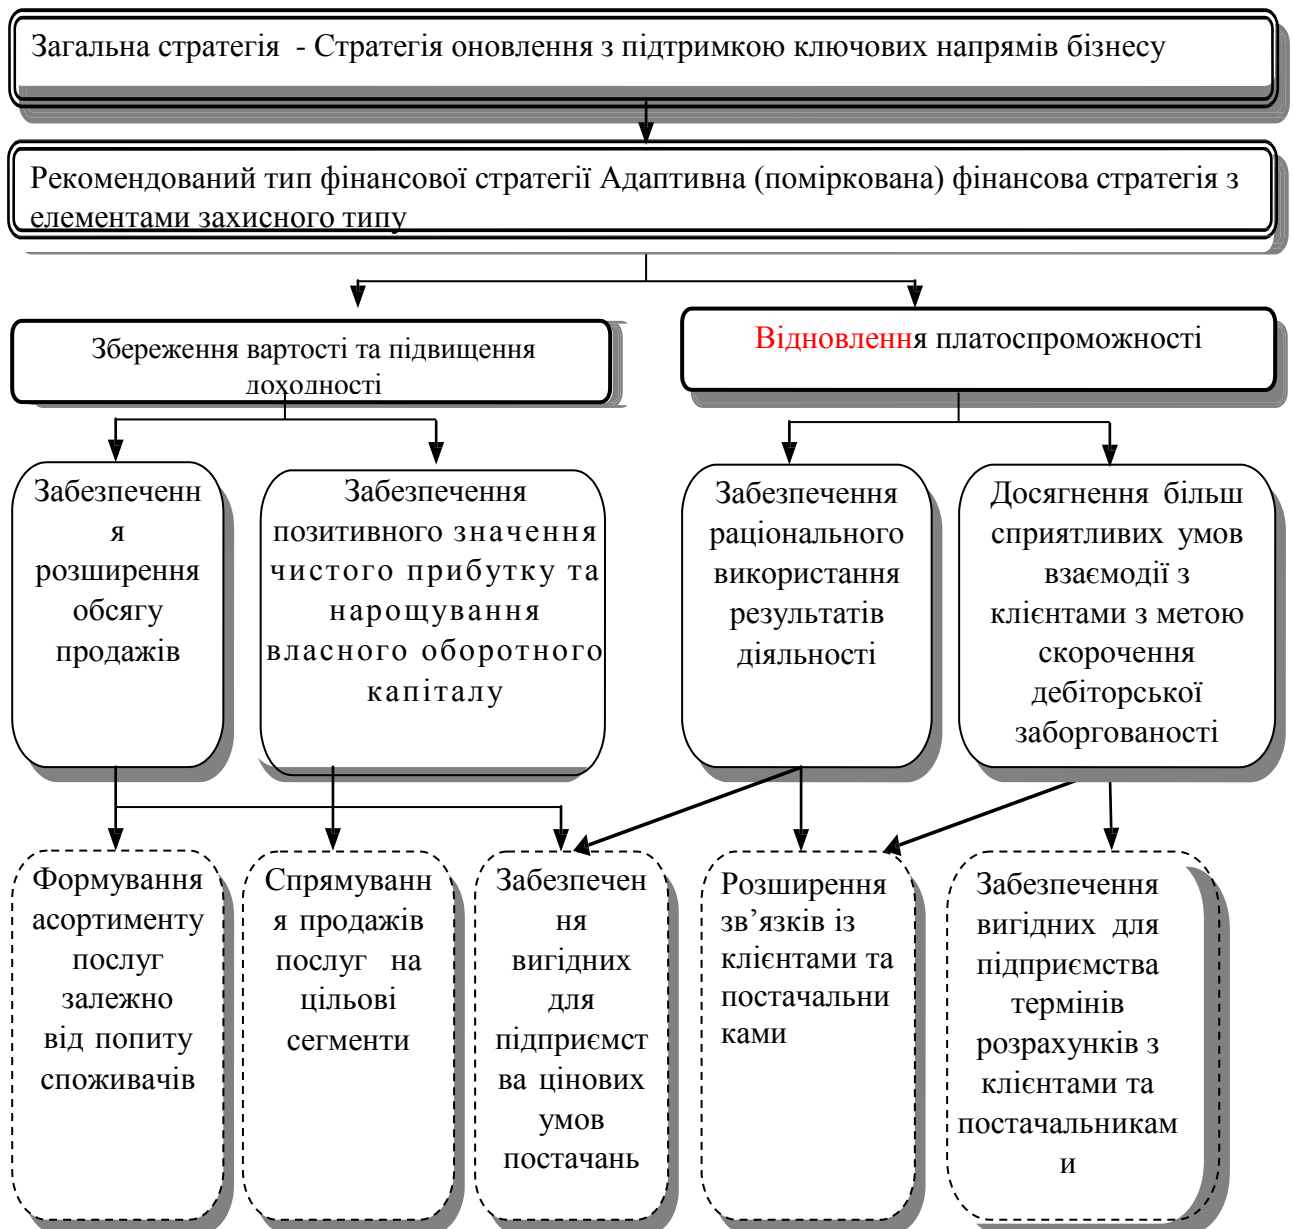 Загальна стратегія - Стратегія оновлення з підтримкою ключових напрямів бізнесу
Рекомендований тип фінансової стратегії Адаптивна (поміркована) фінансова стратегія з
елементами захисного типу
Збереження вартості та підвищення
доходності
Відновлення платоспроможності
Забезпеченн
я
розширення
обсягу
продажів
Забезпечення
позитивного значення
чистого прибутку та
нарощування
власного оборотного
капіталу
Забезпечення
раціонального
використання
результатів
діяльності
Досягнення більш
сприятливих умов
взаємодії з
клієнтами з метою
скорочення
дебіторської
заборгованості
Формування
асортименту
послуг
залежно
від попиту
споживачів
Спрямуванн
я продажів
послуг на
цільові
сегменти
Забезпечен
ня
вигідних
для
підприємст
ва цінових
умов
постачань
Розширення
зв’язків із
клієнтами та
постачальни
ками
Забезпечення
вигідних для
підприємства
термінів
розрахунків з
клієнтами та
постачальникам
и